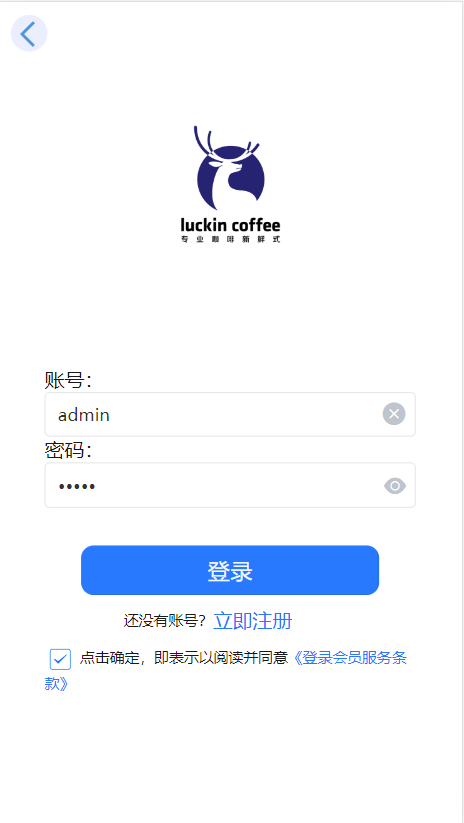 luckin coffee
专业咖啡新鲜式
账号：
admin
密码：
•••••
登录
还没有账号？立即注册
点击确定，即表示以阅读并同意《登录会员服务条
款》